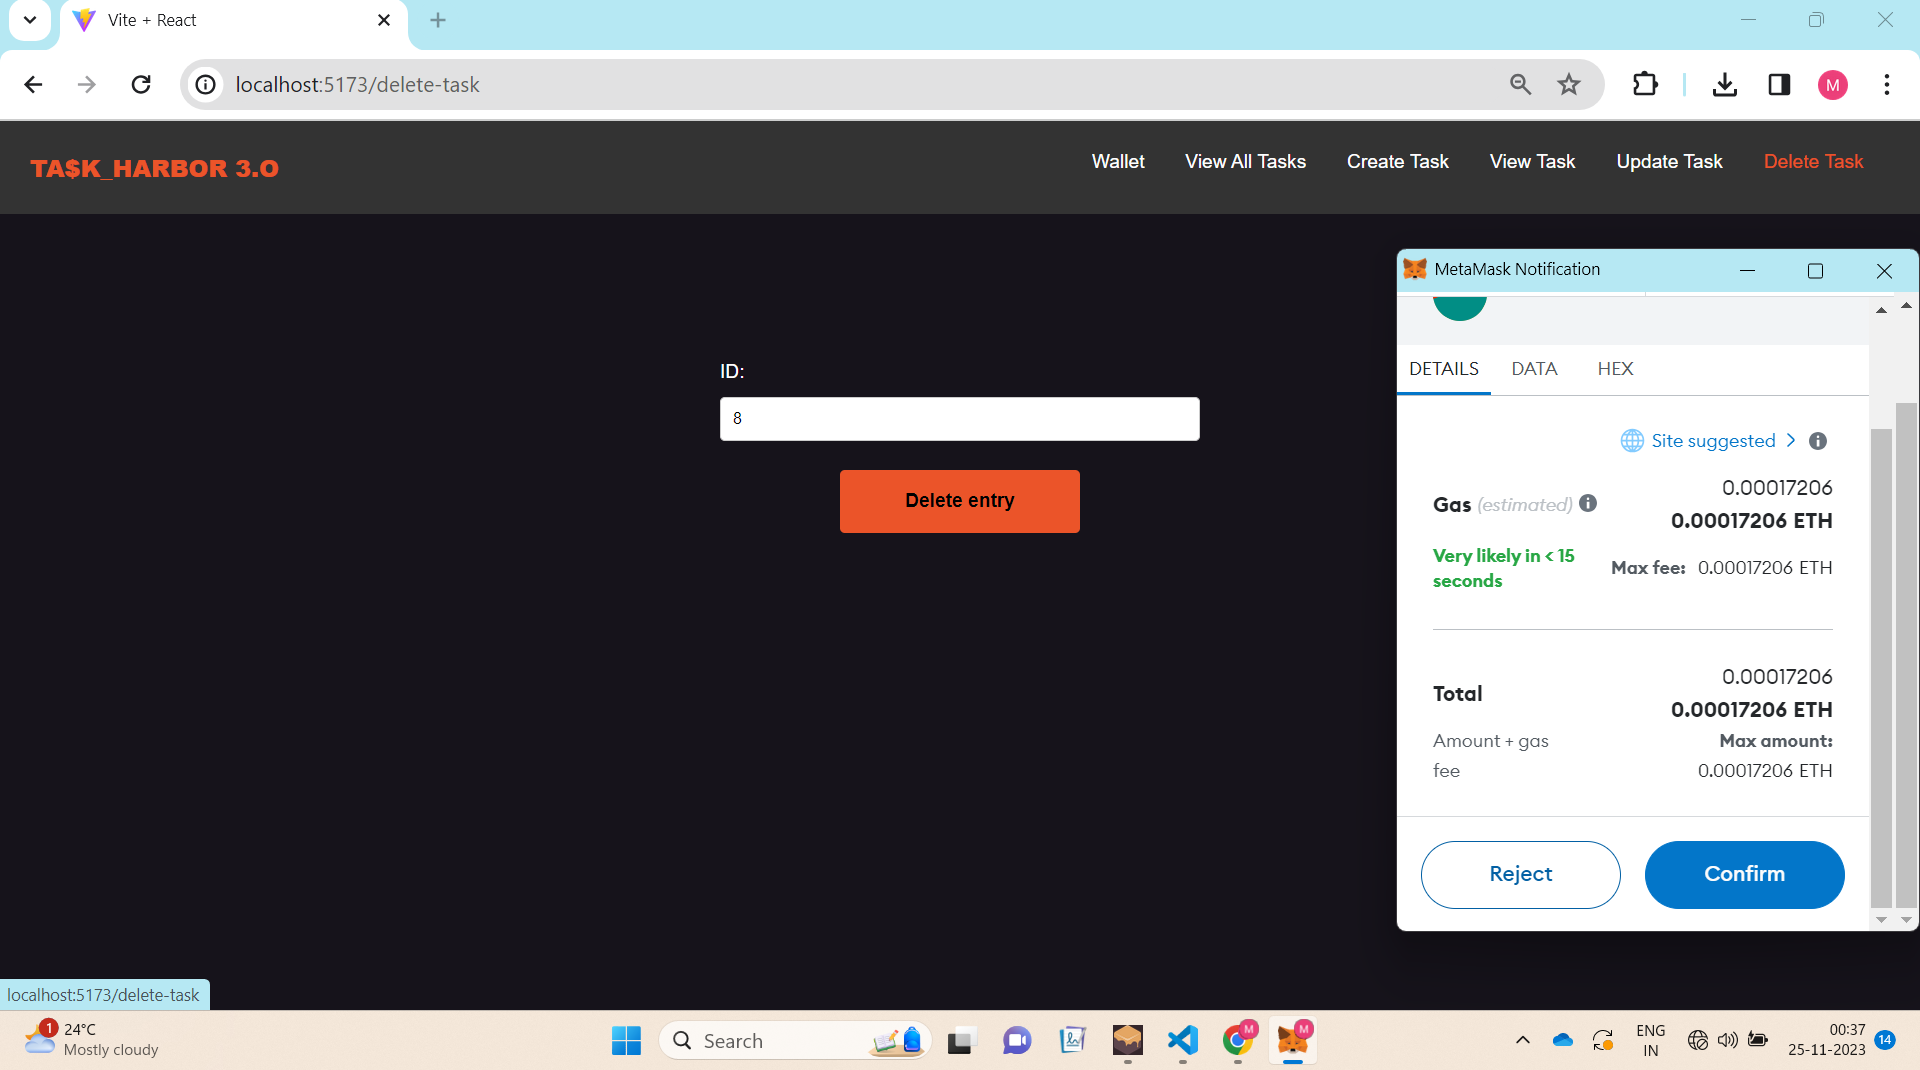 Vite + React
localhost:5173/delete-task
M
TA$K_HARBOR 3.O
Wallet
View All Tasks
Create Task
View Task
Update Task
Delete Task
ID:
8
Delete entry
MetaMask Notification
DETAILS
DATA
HEX
Site suggested
Gas (estimated)
0.00017206
0.00017206 ETH
Very likely in < 15
seconds
Max fee: 0.00017206 ETH
Total
0.00017206
0.00017206 ETH
Amount + gas
fee
Max amount:
0.00017206 ETH
Reject
Confirm
localhost:5173/delete-task
1
24°C
Mostly cloudy
Search
M
M
ENG
IN
00:37
25-11-2023
14